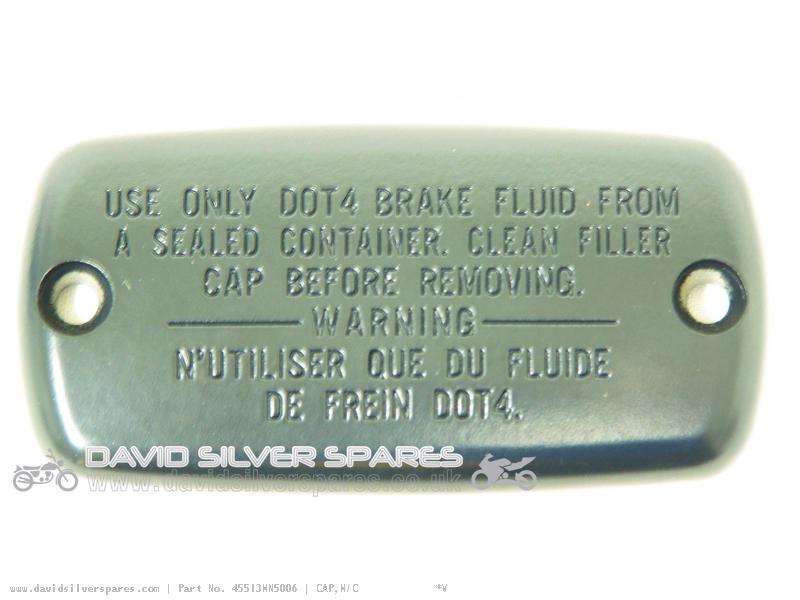 USE ONLY DOT4 BRAKE FLUID FROM
A SEALED CONTAINER. CLEAN FILLER
CAP BEFORE REMOVING.
WARNING
N'UTILISER QUE DU FLUIDE
DE FREIN DOT4.
DAVID SILVER SPARES
www.davidsilverspares.co.uk
www.davidsilverspares.com | Part No. 45513MN5006 | CAP,M/C *V